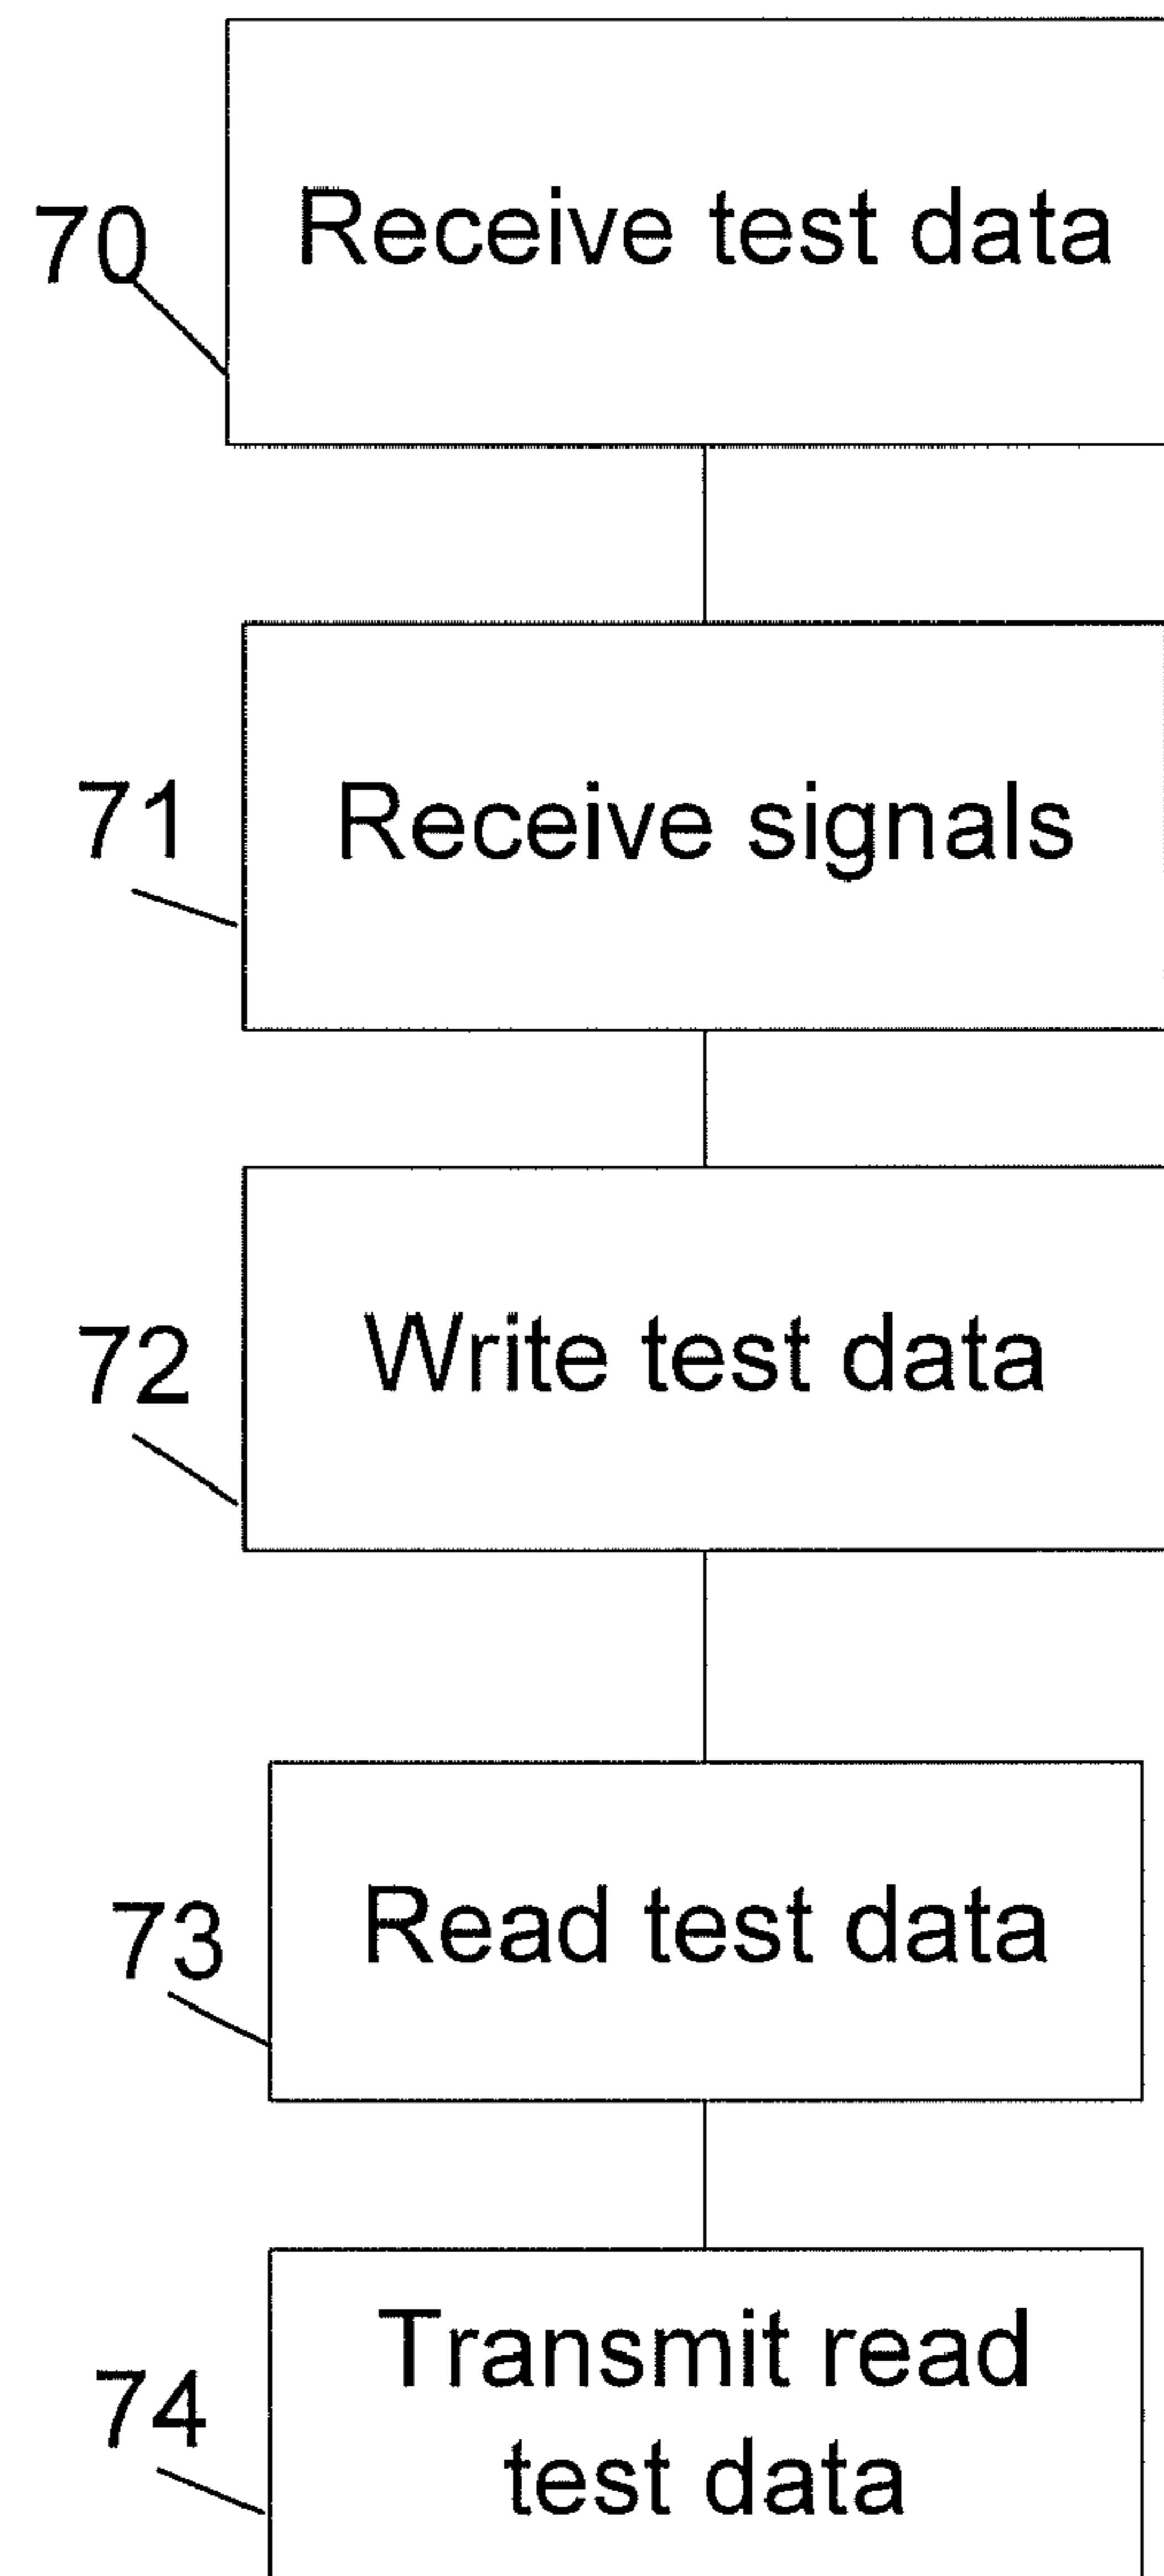 70
Receive test data
71
Receive signals
72
Write test data
73
Read test data
74
Transmit read
test data